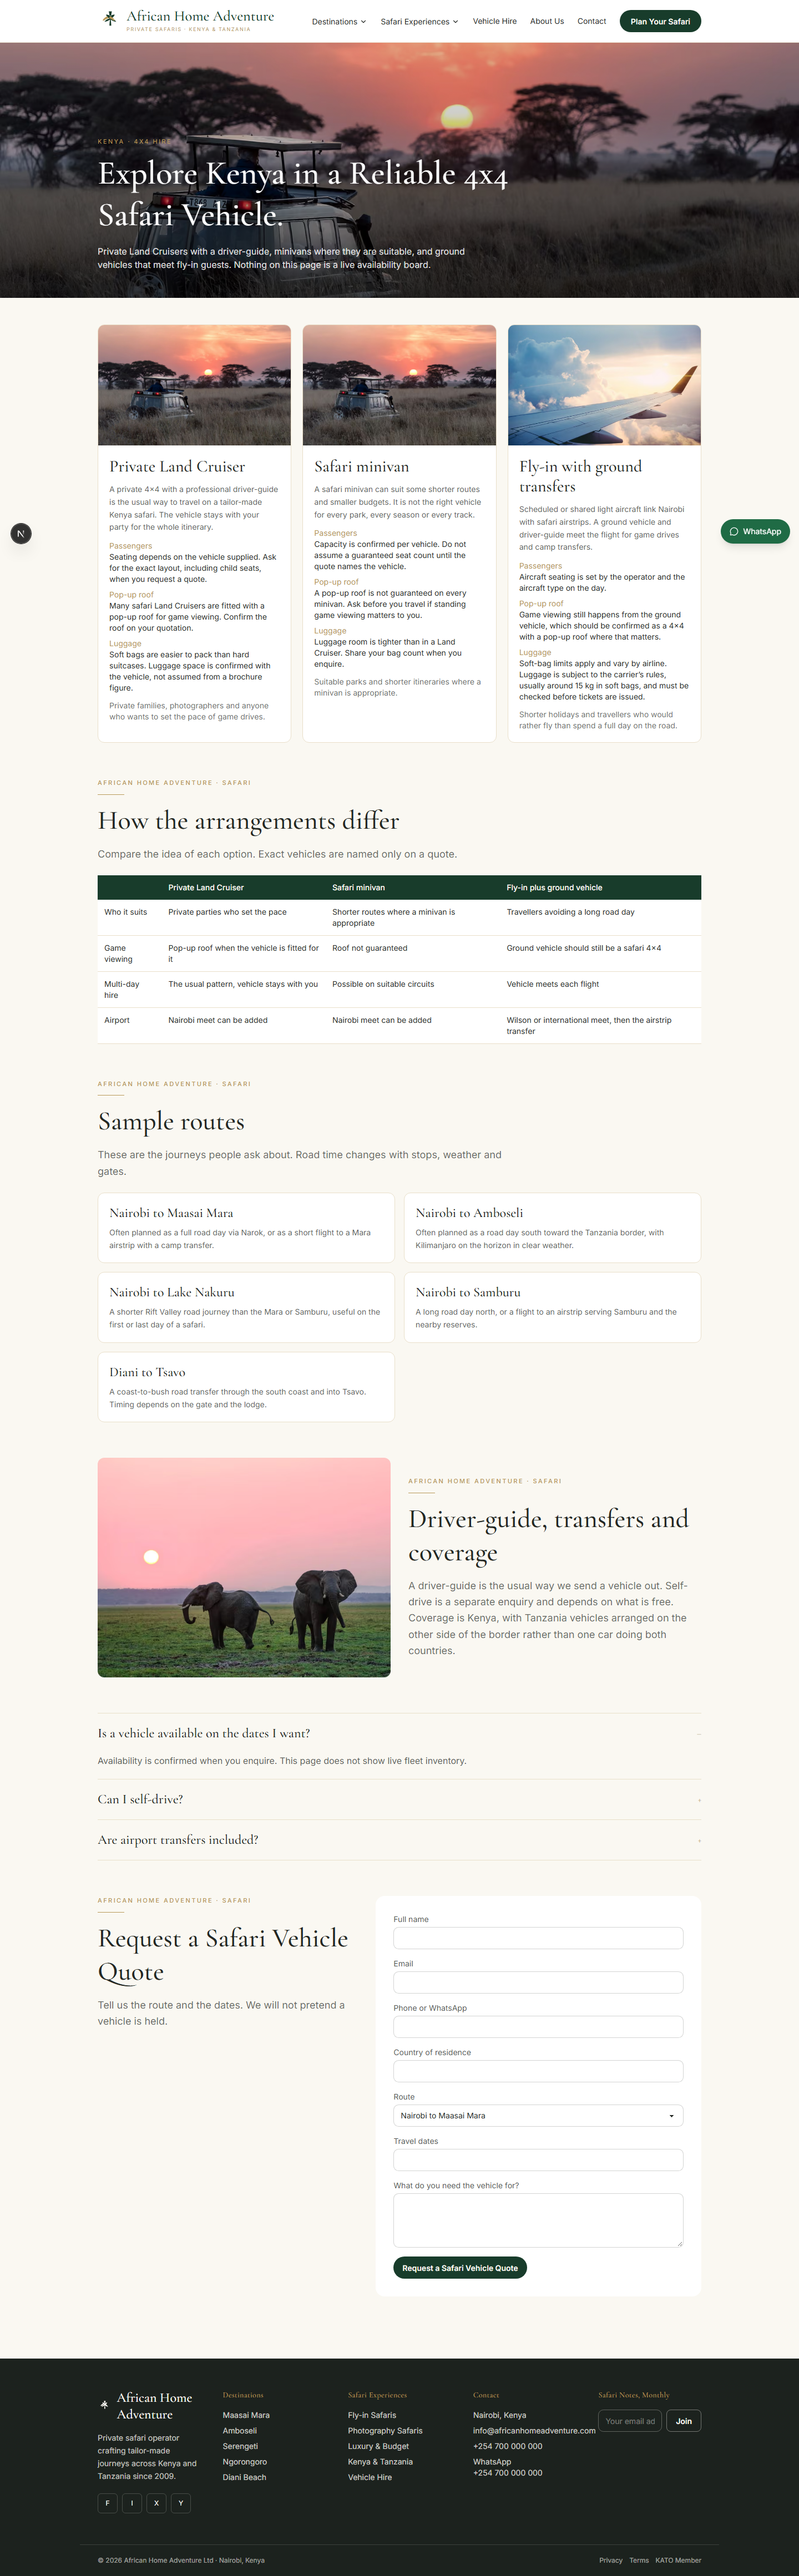 African Home Adventure
PRIVATE SAFARIS · KENYA & TANZANIA
Destinations
Safari Experiences
Vehicle Hire
About Us
Contact
Plan Your Safari
KENYA · 4X4 HIRE
Explore Kenya in a Reliable 4x4
Safari Vehicle.
Private Land Cruisers with a driver-guide, minivans where they are suitable, and ground
vehicles that meet fly-in guests. Nothing on this page is a live availability board.
Private Land Cruiser
A private 4×4 with a professional driver-guide
is the usual way to travel on a tailor-made
Kenya safari. The vehicle stays with your
party for the whole itinerary.
Passengers
Seating depends on the vehicle supplied. Ask
for the exact layout, including child seats,
when you request a quote.
Pop-up roof
Many safari Land Cruisers are fitted with a
pop-up roof for game viewing. Confirm the
roof on your quotation.
Luggage
Soft bags are easier to pack than hard
suitcases. Luggage space is confirmed with
the vehicle, not assumed from a brochure
figure.
Private families, photographers and anyone
who wants to set the pace of game drives.
Safari minivan
A safari minivan can suit some shorter routes
and smaller budgets. It is not the right vehicle
for every park, every season or every track.
Passengers
Capacity is confirmed per vehicle. Do not
assume a guaranteed seat count until the
quote names the vehicle.
Pop-up roof
A pop-up roof is not guaranteed on every
minivan. Ask before you travel if standing
game viewing matters to you.
Luggage
Luggage room is tighter than in a Land
Cruiser. Share your bag count when you
enquire.
Suitable parks and shorter itineraries where a
minivan is appropriate.
Fly-in with ground
transfers
Scheduled or shared light aircraft link Nairobi
with safari airstrips. A ground vehicle and
driver-guide meet the flight for game drives
and camp transfers.
Passengers
Aircraft seating is set by the operator and the
aircraft type on the day.
Pop-up roof
Game viewing still happens from the ground
vehicle, which should be confirmed as a 4×4
with a pop-up roof where that matters.
Luggage
Soft-bag limits apply and vary by airline.
Luggage is subject to the carrier's rules,
usually around 15 kg in soft bags, and must be
checked before tickets are issued.
Shorter holidays and travellers who would
rather fly than spend a full day on the road.
N
WhatsApp
AFRICAN HOME ADVENTURE · SAFARI
How the arrangements differ
Compare the idea of each option. Exact vehicles are named only on a quote.
Private Land Cruiser
Safari minivan
Fly-in plus ground vehicle
Who it suits
Private parties who set the pace
Shorter routes where a minivan is
appropriate
Travellers avoiding a long road day
Game
viewing
Pop-up roof when the vehicle is fitted for
it
Roof not guaranteed
Ground vehicle should still be a safari 4×4
Multi-day
hire
The usual pattern, vehicle stays with you
Possible on suitable circuits
Vehicle meets each flight
Airport
Nairobi meet can be added
Nairobi meet can be added
Wilson or international meet, then the airstrip
transfer
AFRICAN HOME ADVENTURE · SAFARI
Sample routes
These are the journeys people ask about. Road time changes with stops, weather and
gates.
Nairobi to Maasai Mara
Often planned as a full road day via Narok, or as a short flight to a Mara
airstrip with a camp transfer.
Nairobi to Amboseli
Often planned as a road day south toward the Tanzania border, with
Kilimanjaro on the horizon in clear weather.
Nairobi to Lake Nakuru
A shorter Rift Valley road journey than the Mara or Samburu, useful on the
first or last day of a safari.
Nairobi to Samburu
A long road day north, or a flight to an airstrip serving Samburu and the
nearby reserves.
Diani to Tsavo
A coast-to-bush road transfer through the south coast and into Tsavo.
Timing depends on the gate and the lodge.
AFRICAN HOME ADVENTURE · SAFARI
Driver-guide, transfers and
coverage
A driver-guide is the usual way we send a vehicle out. Self-
drive is a separate enquiry and depends on what is free.
Coverage is Kenya, with Tanzania vehicles arranged on the
other side of the border rather than one car doing both
countries.
Is a vehicle available on the dates I want?
Availability is confirmed when you enquire. This page does not show live fleet inventory.
Can I self-drive?
Are airport transfers included?
AFRICAN HOME ADVENTURE · SAFARI
Request a Safari Vehicle
Quote
Tell us the route and the dates. We will not pretend a
vehicle is held.
Full name
Email
Phone or WhatsApp
Country of residence
Route
Nairobi to Maasai Mara
Travel dates
What do you need the vehicle for?
Request a Safari Vehicle Quote
African Home
Adventure
Private safari operator
crafting tailor-made
journeys across Kenya and
Tanzania since 2009.
F
I
X
Y
Destinations
Maasai Mara
Amboseli
Serengeti
Ngorongoro
Diani Beach
Safari Experiences
Fly-in Safaris
Photography Safaris
Luxury & Budget
Kenya & Tanzania
Vehicle Hire
Contact
Nairobi, Kenya
info@africanhomeadventure.com
+254 700 000 000
WhatsApp
+254 700 000 000
Safari Notes, Monthly
Your email ad
Join
© 2026 African Home Adventure Ltd · Nairobi, Kenya
Privacy
Terms
KATO Member